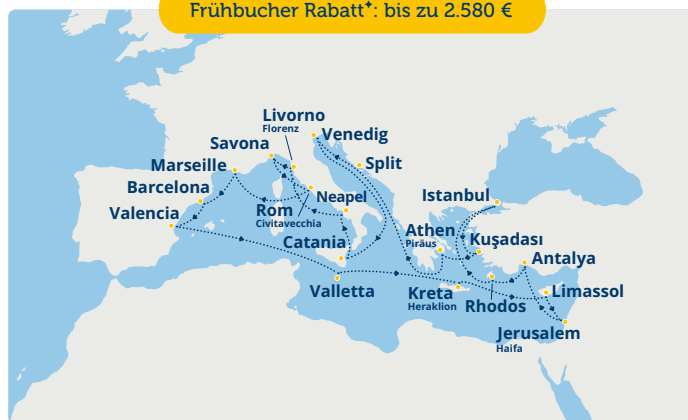 Frühbucher Rabatt✦: bis zu 2.580 €
Livorno
Florenz
Venedig
Savona
Split
Marseille
Barcelona
Neapel
Istanbul
Valencia
Rom
Civitavecchia
Athen
Piräus
Kuşadası
Catania
Antalya
Valletta
Kreta
Heraklion
Rhodos
Limassol
Jerusalem
Haifa